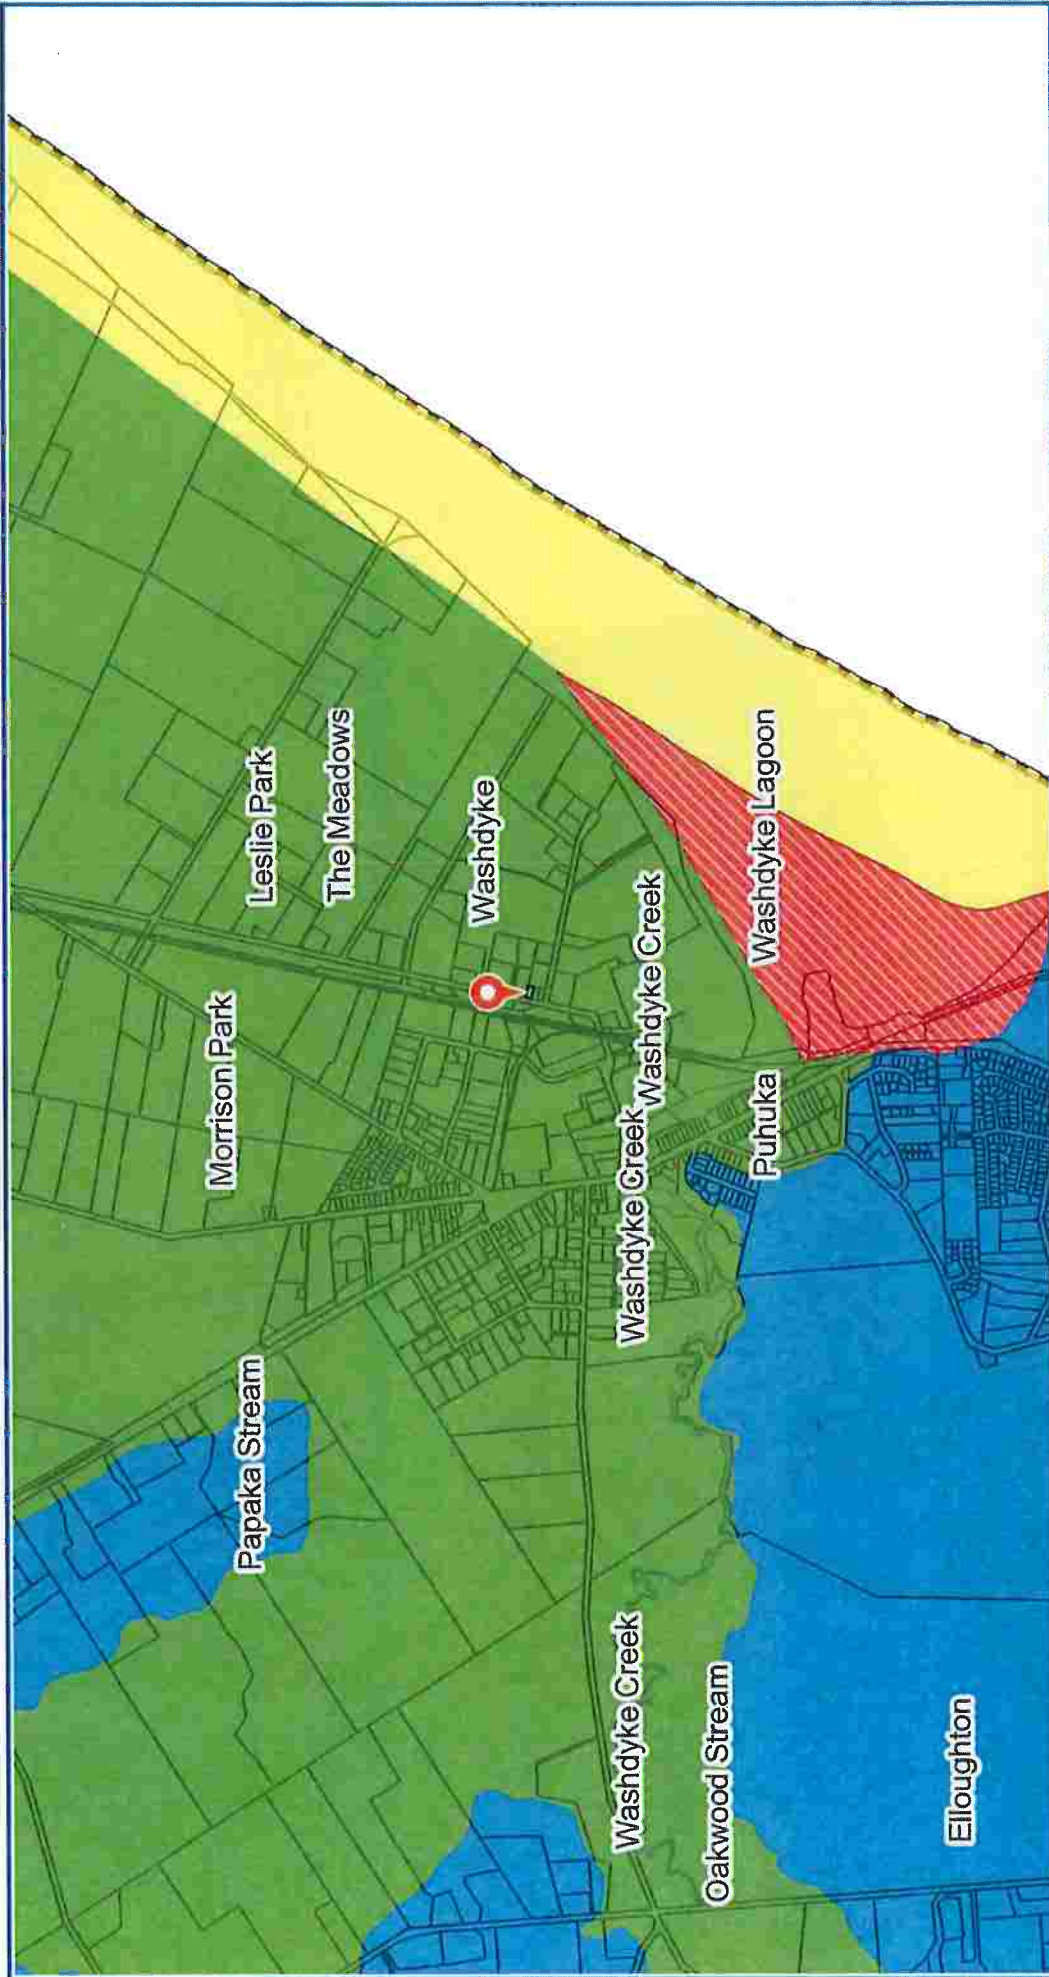 Morrison Park
Leslie Park
The Meadows
Papaka Stream
Washdyke
Washdyke Creek
Washdyke Creek
Washdyke Lagoon
Puhuka
Washdyke Creek
Oakwood Stream
Elloughton